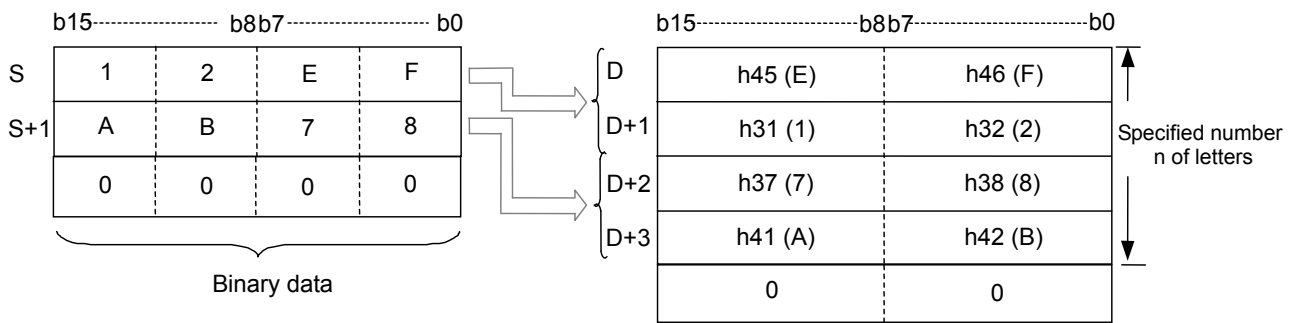 b15 b8b7 b0
S 1 2 E F
S+1 A B 7 8
0 0 0 0
Binary data
b15 b8b7 b0
D h45 (E) h46 (F)
D+1 h31 (1) h32 (2)
D+2 h37 (7) h38 (8)
D+3 h41 (A) h42 (B)
0 0
Specified number
n of letters